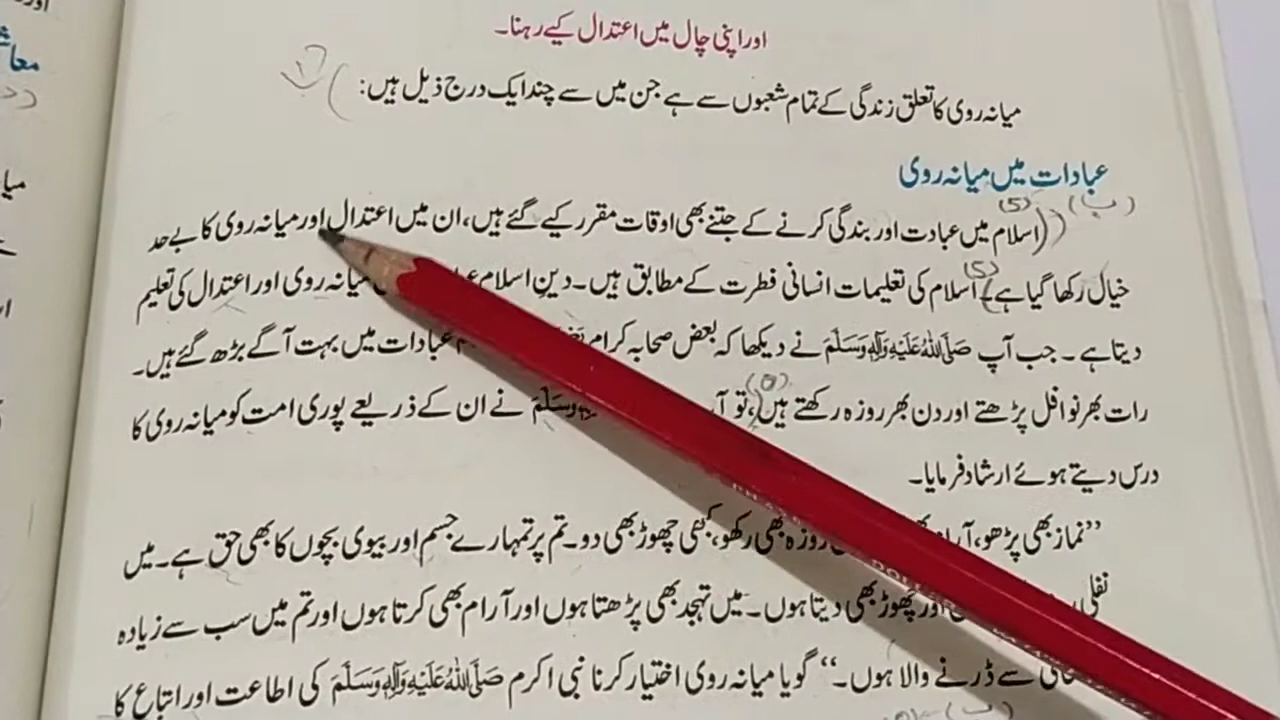 اور اپنی چال میں اعتدال کیے رہنا۔
میانہ روی کا تعلق زندگی کے تمام شعبوں سے ہے جن میں سے چند ایک درج ذیل ہیں:
عبادات میں میانہ روی
(ب)
(5)
اسلام میں عبادت اور بندگی کرنے کے جتنے بھی اوقات مقرر کیے گئے ہیں، ان میں اعتدال اور میانہ روی کا بے حد
خیال رکھا گیا ہے۔ اسلام کی تعلیمات انسانی فطرت کے مطابق ہیں۔ دینِ اسلام میانہ روی اور اعتدال کی تعلیم
دیتا ہے۔ جب آپ صَلَّى اللهُ عَلَيْهِ وَآلِهِ وَسَلَّمَ نے دیکھا کہ بعض صحابہ کرام عبادات میں بہت آگے بڑھ گئے ہیں۔
رات بھر نوافل پڑھتے اور دن بھر روزہ رکھتے ہیں، تو وَسَلَّمَ نے ان کے ذریعے پوری امت کو میانہ روی کا
درس دیتے ہوئے ارشاد فرمایا۔
”نماز بھی پڑھو، روزہ بھی رکھو، کبھی چھوڑ بھی دو۔ تم پر تمہارے جسم اور بیوی بچوں کا بھی حق ہے۔ میں
نفلی اور چھوڑ بھی دیتا ہوں۔ میں تہجد بھی پڑھتا ہوں اور آرام بھی کرتا ہوں اور تم میں سب سے زیادہ
سے ڈرنے والا ہوں۔“ گویا میانہ روی اختیار کرنا نبی اکرم صَلَّى اللهُ عَلَيْهِ وَآلِهِ وَسَلَّمَ کی اطاعت اور اتباع کا